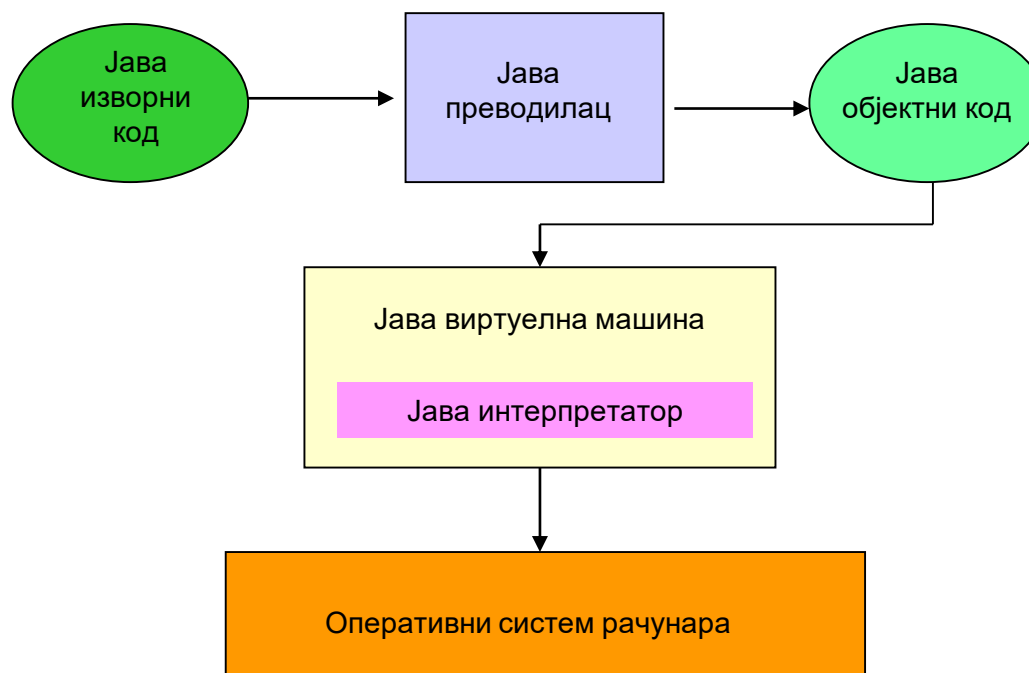 Јава
изворни
код
Јава
преводилац
Јава
објектни код
Јава виртуелна машина
Јава интерпретатор
Оперативни систем рачунара